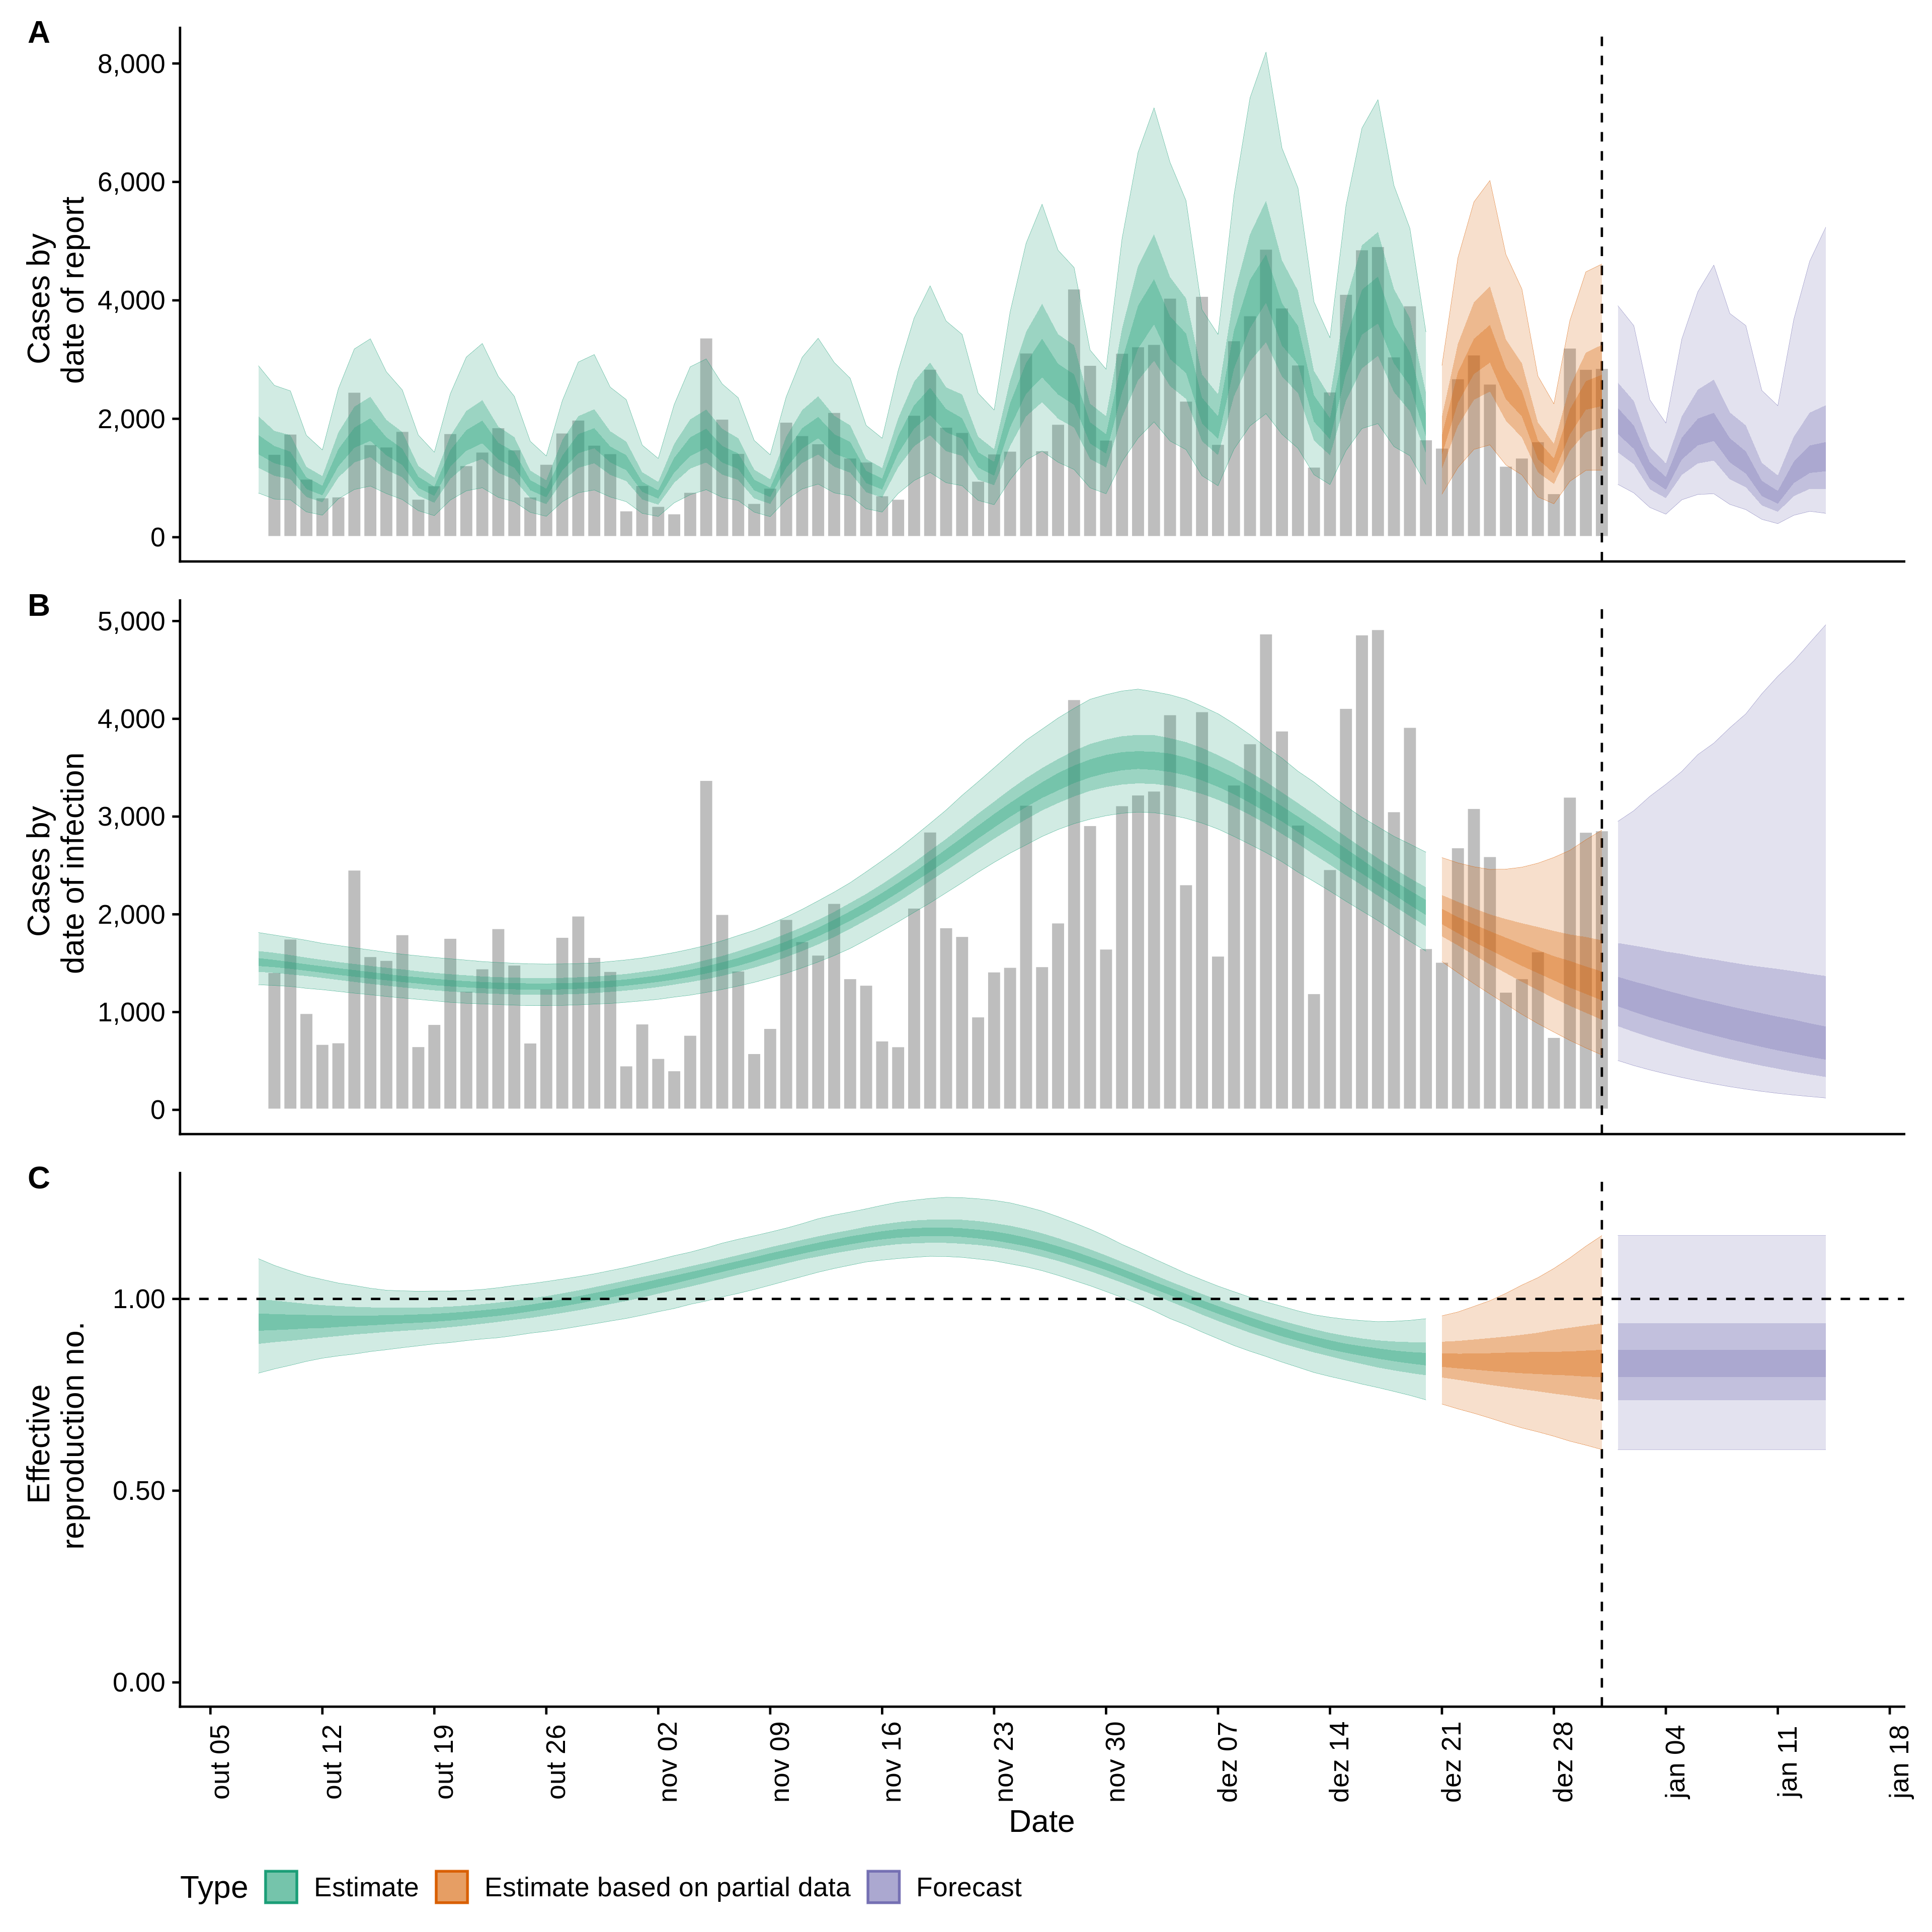 A
8,000
6,000
4,000
2,000
0
Cases by
date of report
B
5,000
4,000
3,000
2,000
1,000
0
Cases by
date of infection
C
1.00
0.50
0.00
Effective
reproduction no.
out 05
out 12
out 19
out 26
nov 02
nov 09
nov 16
nov 23
nov 30
dez 07
dez 14
dez 21
dez 28
jan 04
jan 11
jan 18
Date
Type Estimate Estimate based on partial data Forecast